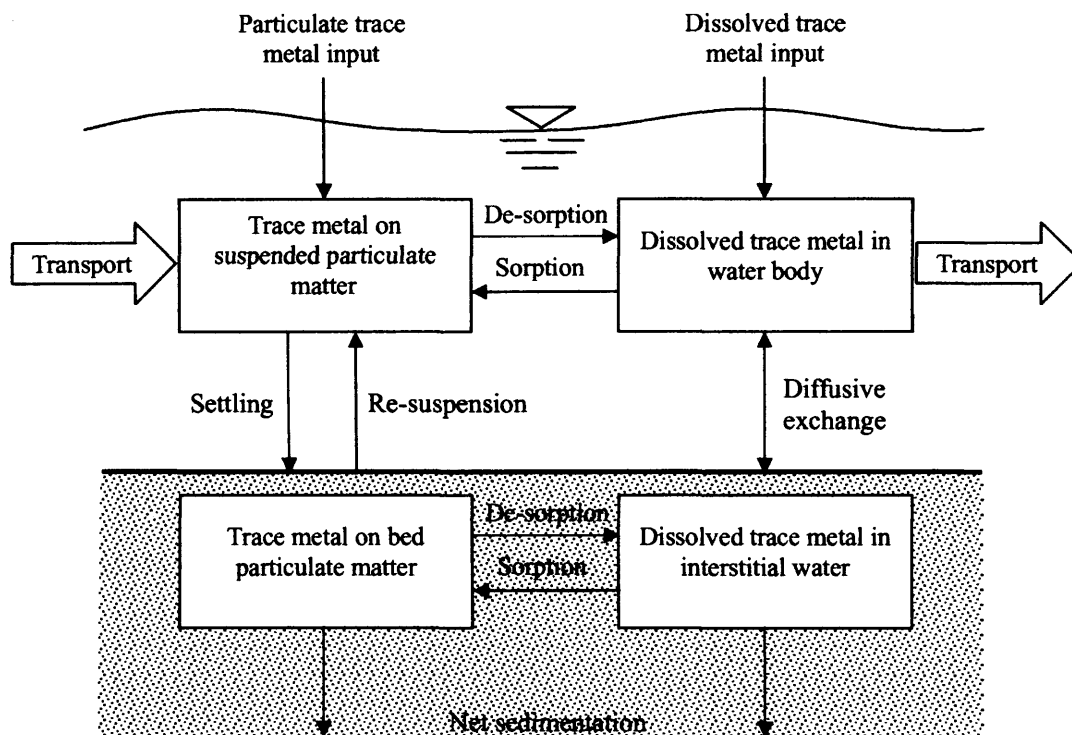 Particulate trace
metal input
Dissolved trace
metal input
Transport
Trace metal on
suspended particulate
matter
De-sorption
Sorption
Dissolved trace metal in
water body
Transport
Settling
Re-suspension
Diffusive
exchange
Trace metal on bed
particulate matter
De-sorption
Sorption
Dissolved trace metal in
interstitial water
Net sedimentation